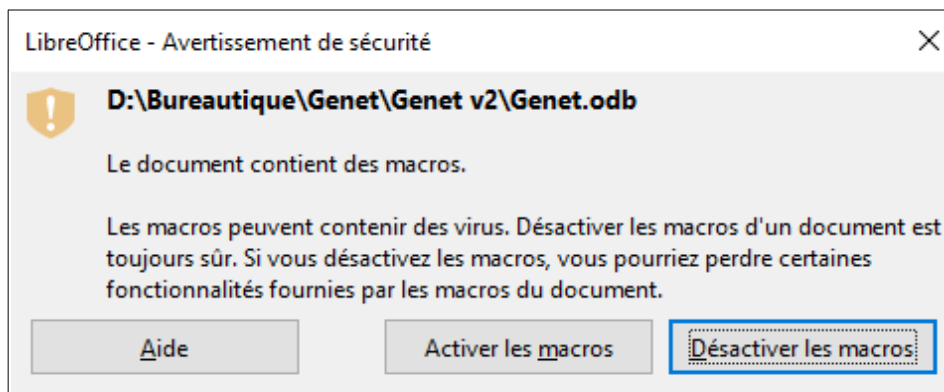 LibreOffice - Avertissement de sécurité
D:\Bureautique\Genet\Genet v2\Genet.odb
Le document contient des macros.
Les macros peuvent contenir des virus. Désactiver les macros d'un document est
toujours sûr. Si vous désactivez les macros, vous pourriez perdre certaines
fonctionnalités fournies par les macros du document.
Aide
Activer les macros
Désactiver les macros